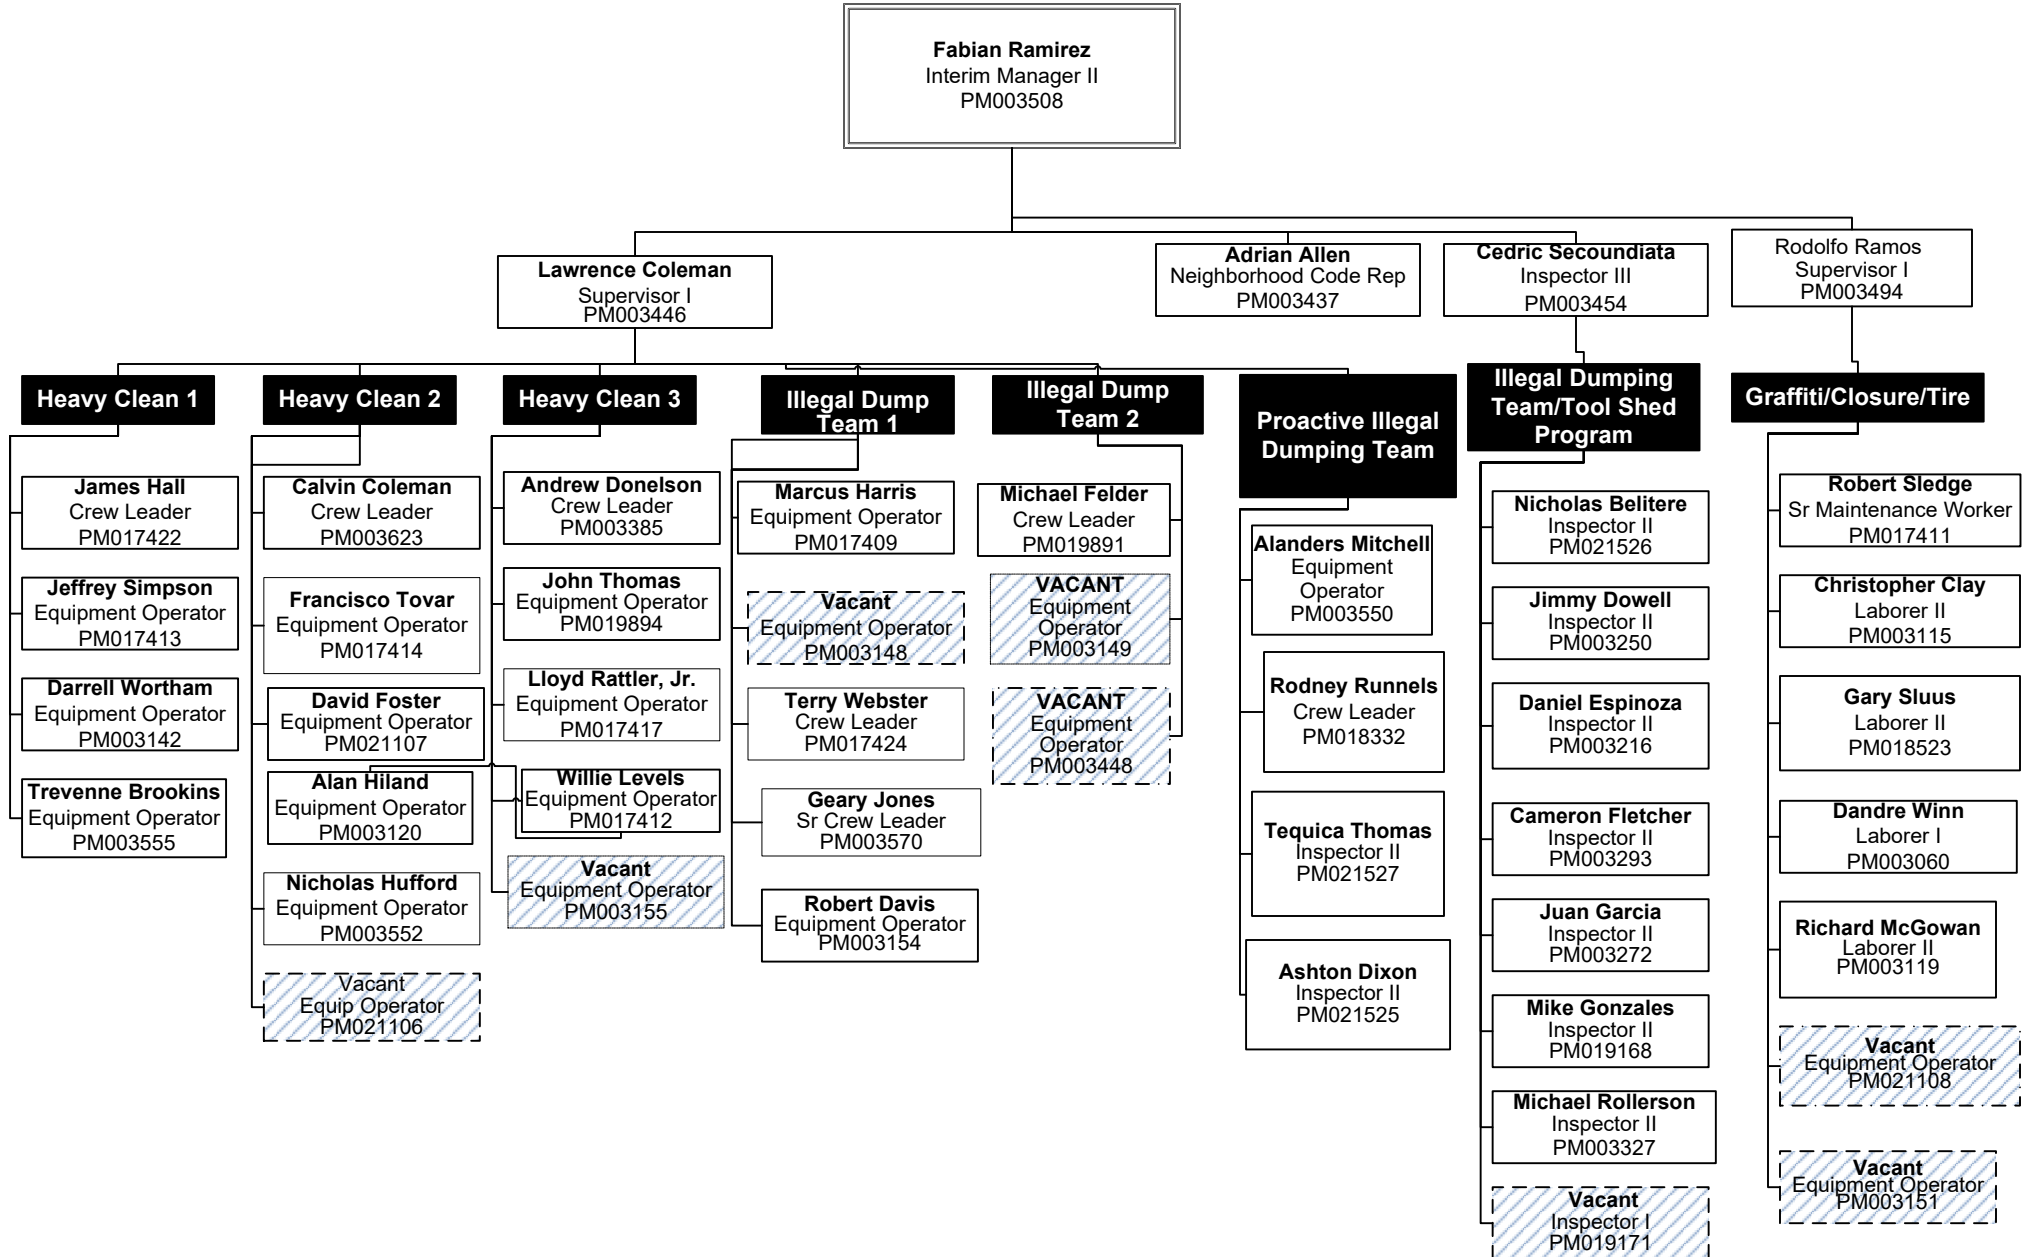 Fabian Ramirez
Interim Manager II
PM003508
Lawrence Coleman
Supervisor I
PM003446
Adrian Allen
Neighborhood Code Rep
PM003437
Cedric Secoundiata
Inspector III
PM003454
Rodolfo Ramos
Supervisor I
PM003494
Heavy Clean 1
James Hall
Crew Leader
PM017422
Jeffrey Simpson
Equipment Operator
PM017413
Darrell Wortham
Equipment Operator
PM003142
Trevenne Brookins
Equipment Operator
PM003555
Heavy Clean 2
Calvin Coleman
Crew Leader
PM003623
Francisco Tovar
Equipment Operator
PM017414
David Foster
Equipment Operator
PM021107
Alan Hiland
Equipment Operator
PM003120
Nicholas Hufford
Equipment Operator
PM003552
Vacant
Equip Operator
PM021106
Heavy Clean 3
Andrew Donelson
Crew Leader
PM003385
John Thomas
Equipment Operator
PM019894
Lloyd Rattler, Jr.
Equipment Operator
PM017417
Willie Levels
Equipment Operator
PM017412
Vacant
Equipment Operator
PM003155
Illegal Dump
Team 1
Marcus Harris
Equipment Operator
PM017409
Vacant
Equipment Operator
PM003148
Terry Webster
Crew Leader
PM017424
Geary Jones
Sr Crew Leader
PM003570
Robert Davis
Equipment Operator
PM003154
Illegal Dump
Team 2
Michael Felder
Crew Leader
PM019891
VACANT
Equipment
Operator
PM003149
VACANT
Equipment
Operator
PM003448
Proactive Illegal
Dumping Team
Alanders Mitchell
Equipment
Operator
PM003550
Rodney Runnels
Crew Leader
PM018332
Tequica Thomas
Inspector II
PM021527
Ashton Dixon
Inspector II
PM021525
Illegal Dumping
Team/Tool Shed
Program
Nicholas Belitere
Inspector II
PM021526
Jimmy Dowell
Inspector II
PM003250
Daniel Espinoza
Inspector II
PM003216
Cameron Fletcher
Inspector II
PM003293
Juan Garcia
Inspector II
PM003272
Mike Gonzales
Inspector II
PM019168
Michael Rollerson
Inspector II
PM003327
Vacant
Inspector I
PM019171
Graffiti/Closure/Tire
Robert Sledge
Sr Maintenance Worker
PM017411
Christopher Clay
Laborer II
PM003115
Gary Sluus
Laborer II
PM018523
Dandre Winn
Laborer I
PM003060
Richard McGowan
Laborer II
PM003119
Vacant
Equipment Operator
PM021108
Vacant
Equipment Operator
PM003151